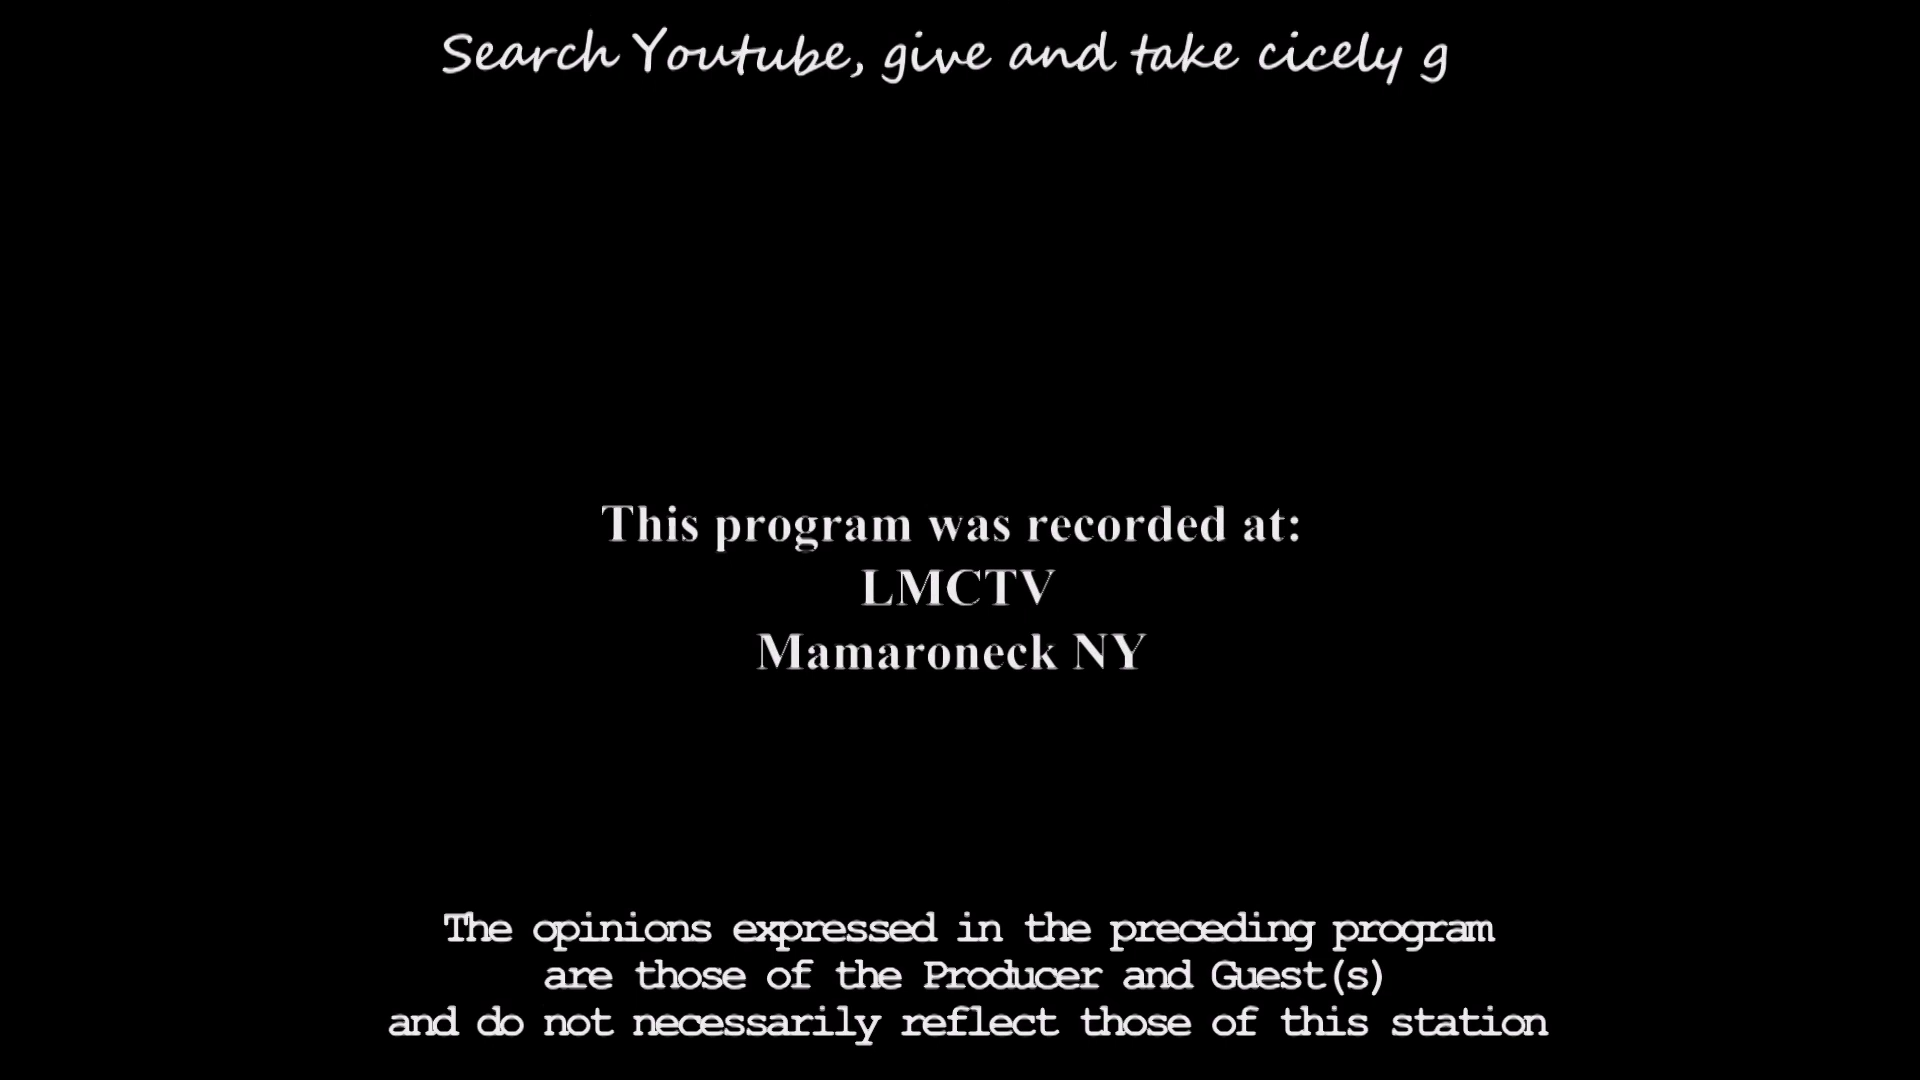 Search Youtube, give and take cicely g
This program was recorded at:
LMCTV
Mamaroneck NY
The opinions expressed in the preceding program
are those of the Producer and Guest(s)
and do not necessarily reflect those of this station